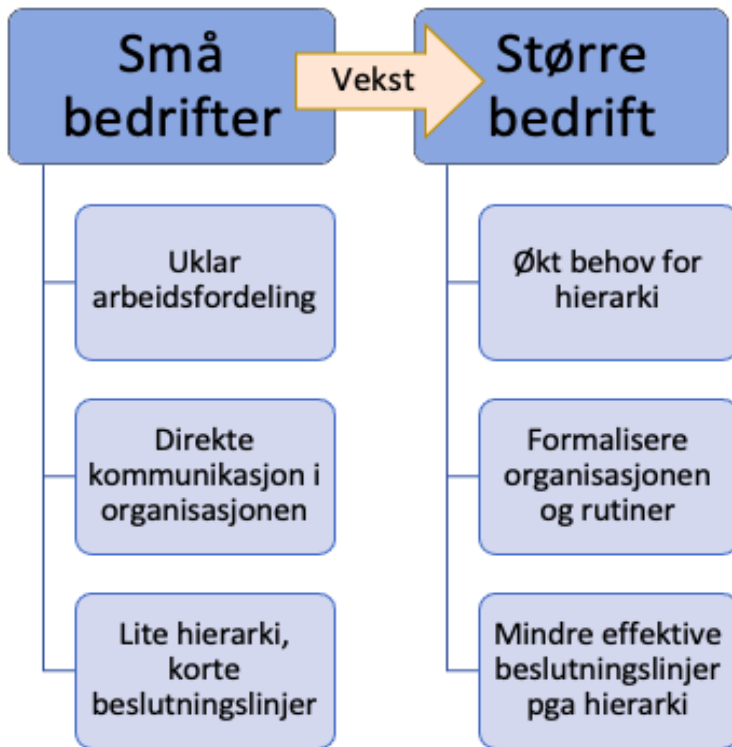 Små
bedrifter
Vekst
Større
bedrift
Uklar
arbeidsfordeling
Direkte
kommunikasjon i
organisasjonen
Lite hierarki,
korte
beslutningslinjer
Økt behov for
hierarki
Formalisere
organisasjonen
og rutiner
Mindre effektive
beslutningslinjer
pga hierarki